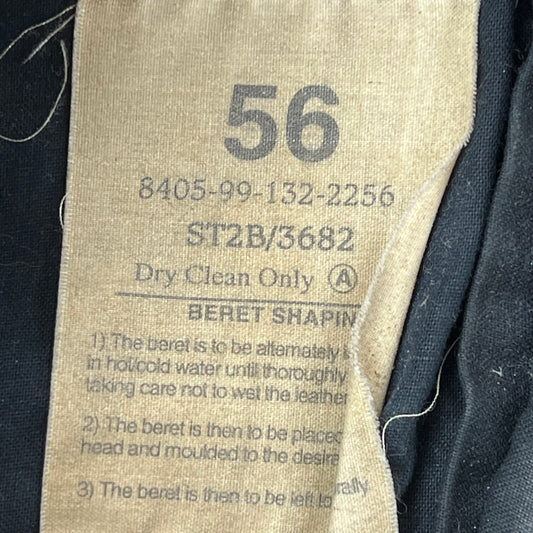 56
8405-99-132-2256
ST2B/3682
Dry Clean Only Ⓐ
BERET SHAPIN
1) The beret is to be alternately
in hot/cold water until thoroughly
taking care not to wet the leather
2) The beret is then to be placed
head and moulded to the desire
3) The beret is then to be left to rally